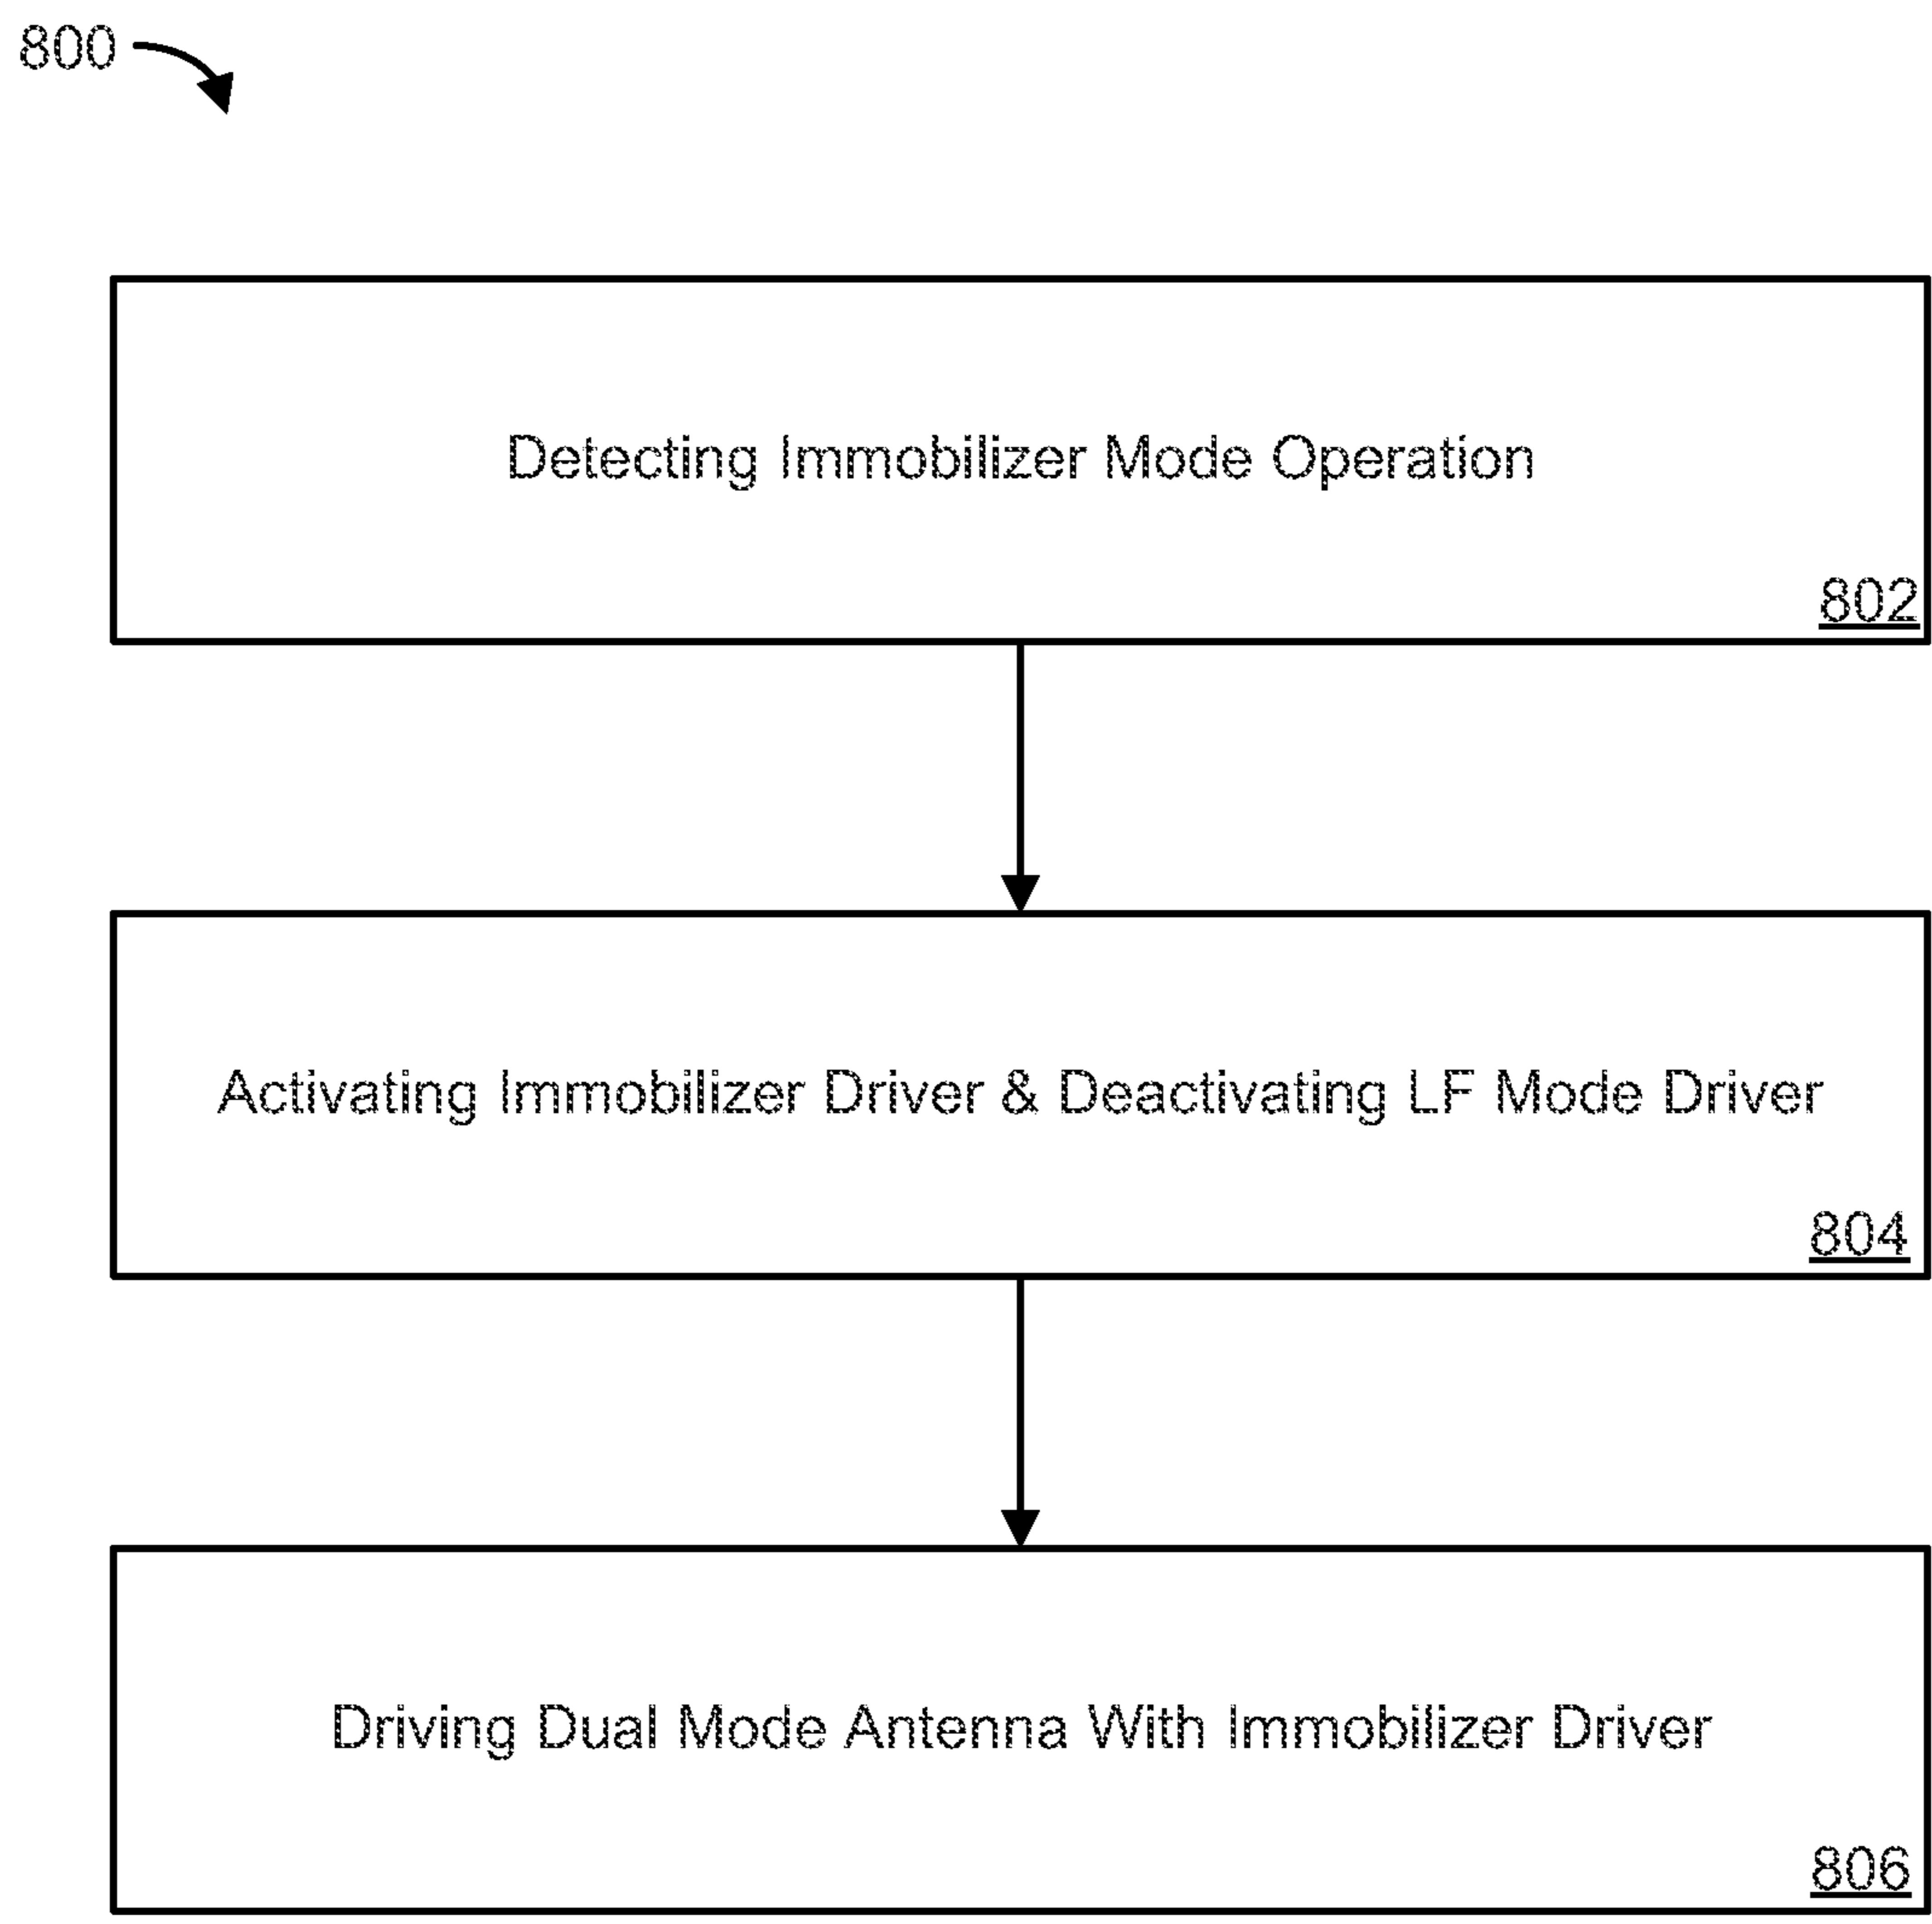 800
Detecting Immobilizer Mode Operation
802
Activating Immobilizer Driver & Deactivating LF Mode Driver
804
Driving Dual Mode Antenna With Immobilizer Driver
806